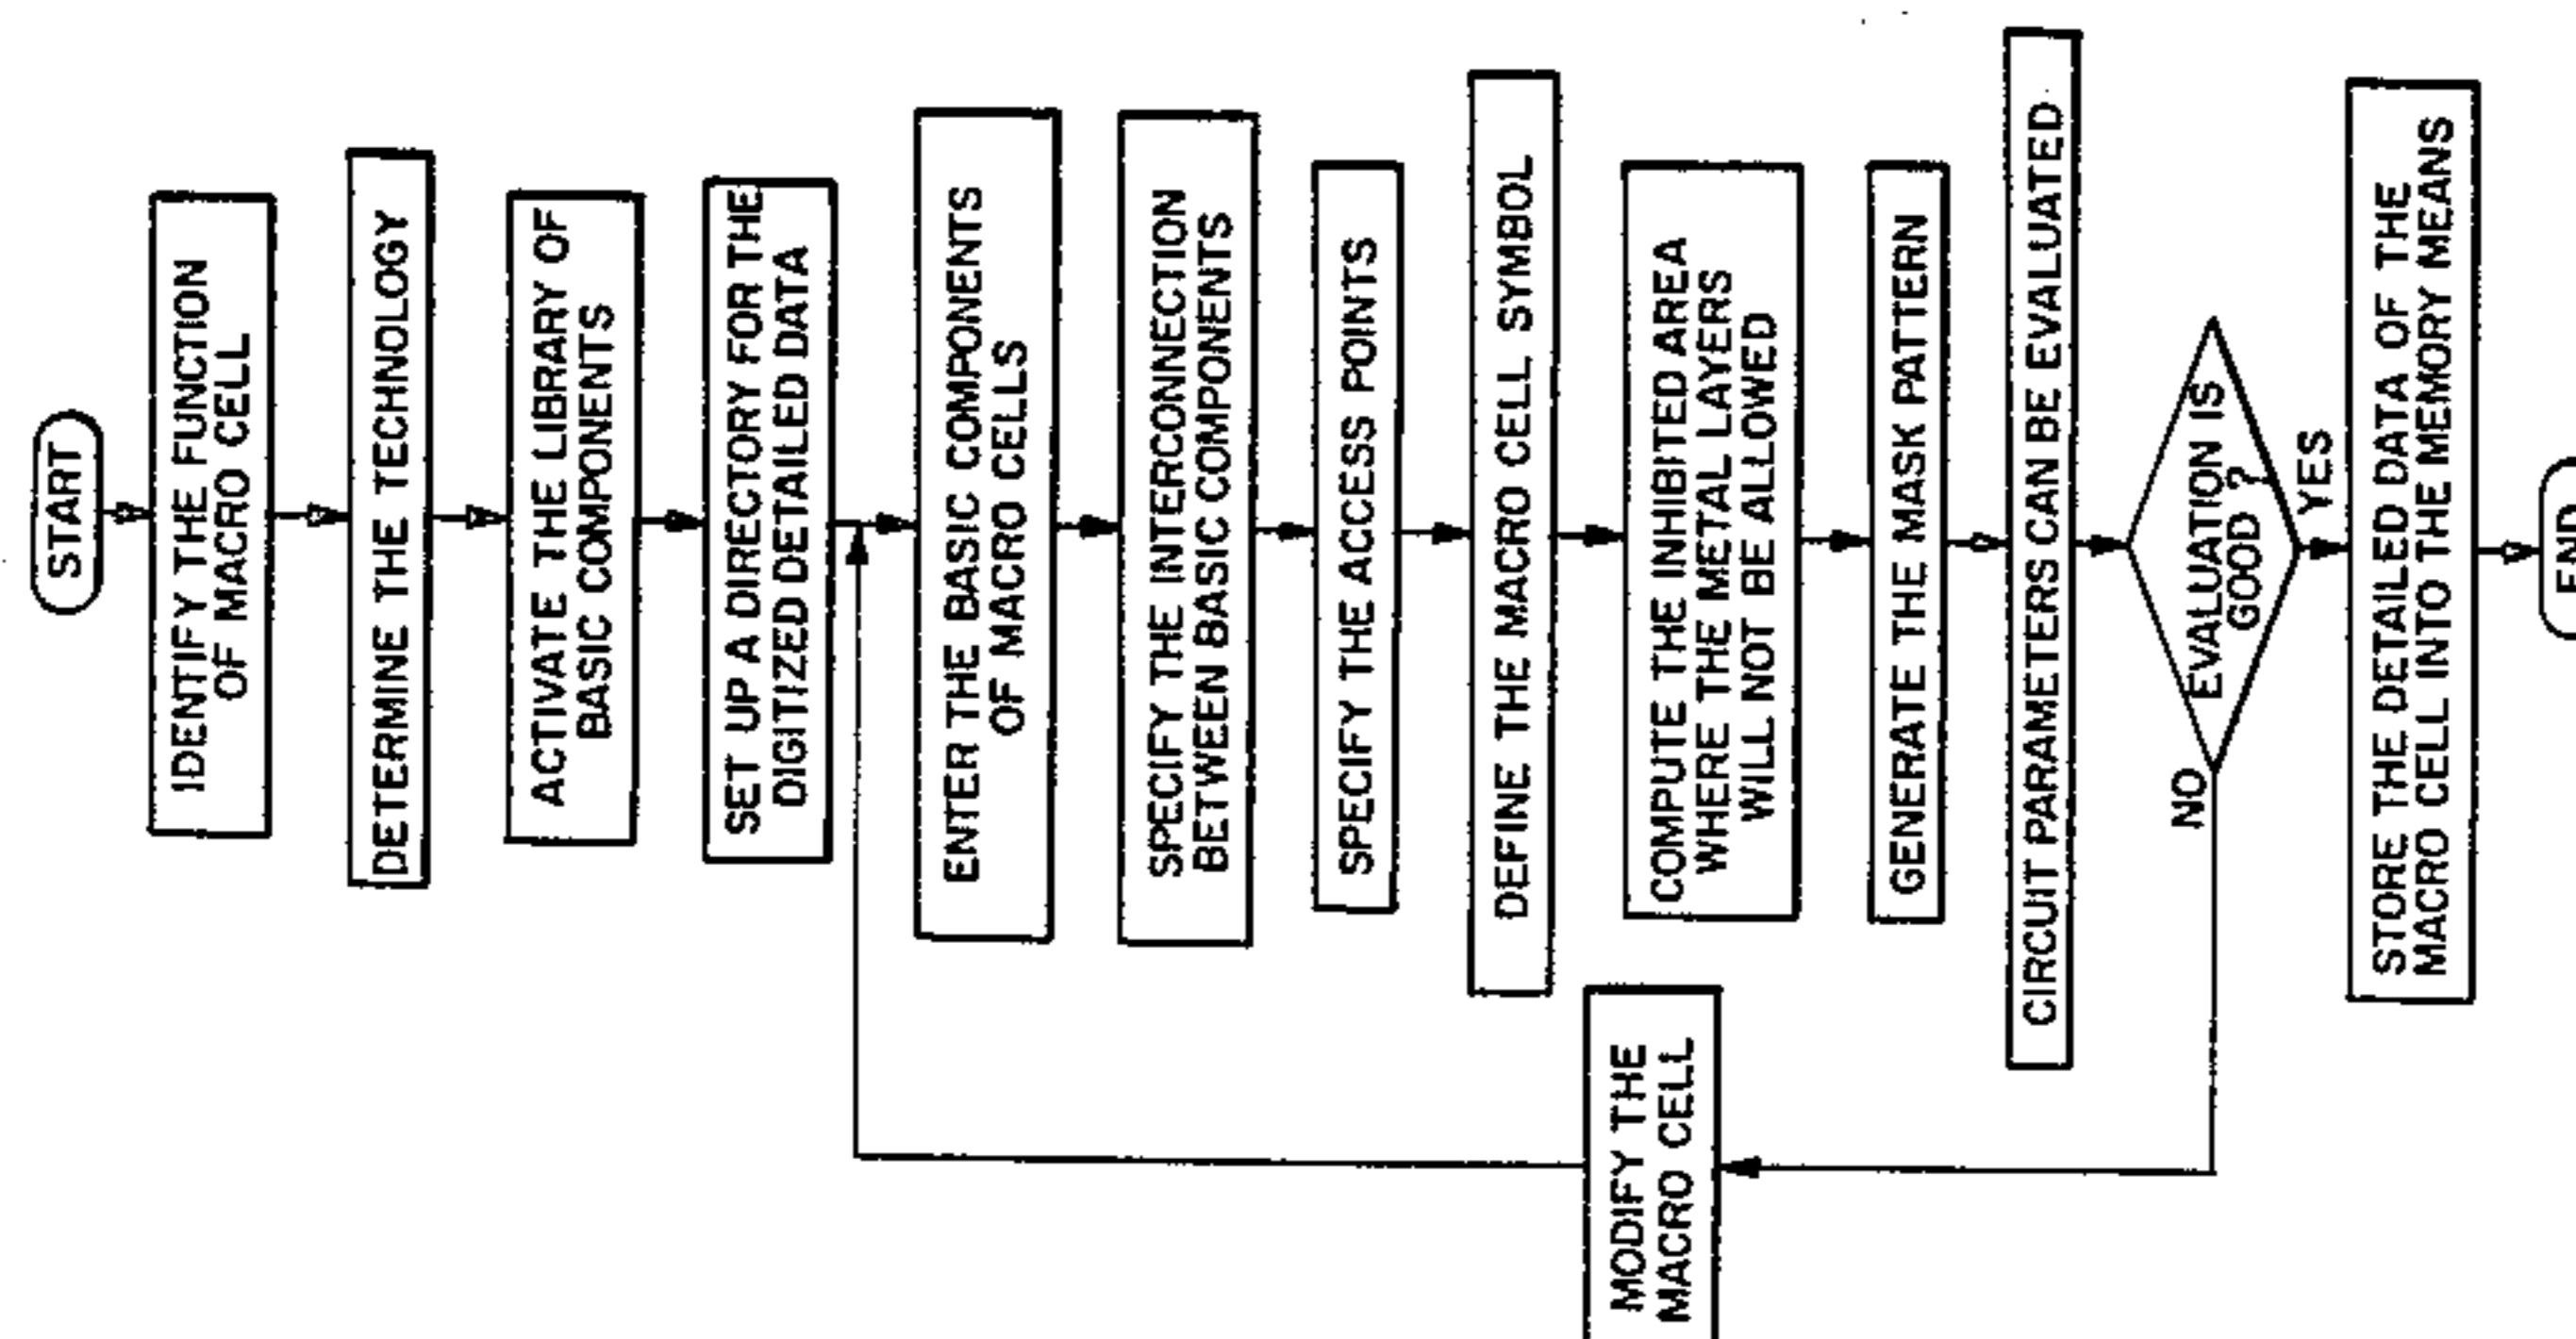 START
IDENTIFY THE FUNCTION
OF MACRO CELL
DETERMINE THE TECHNOLOGY
ACTIVATE THE LIBRARY OF
BASIC COMPONENTS
SET UP A DIRECTORY FOR THE
DIGITIZED DETAILED DATA
ENTER THE BASIC COMPONENTS
OF MACRO CELLS
SPECIFY THE INTERCONNECTION
BETWEEN BASIC COMPONENTS
SPECIFY THE ACCESS POINTS
DEFINE THE MACRO CELL SYMBOL
COMPUTE THE INHIBITED AREA
WHERE THE METAL LAYERS
WILL NOT BE ALLOWED
GENERATE THE MASK PATTERN
CIRCUIT PARAMETERS CAN BE EVALUATED
EVALUATION IS
GOOD ?
NO
YES
MODIFY THE
MACRO CELL
STORE THE DETAILED DATA OF THE
MACRO CELL INTO THE MEMORY MEANS
END